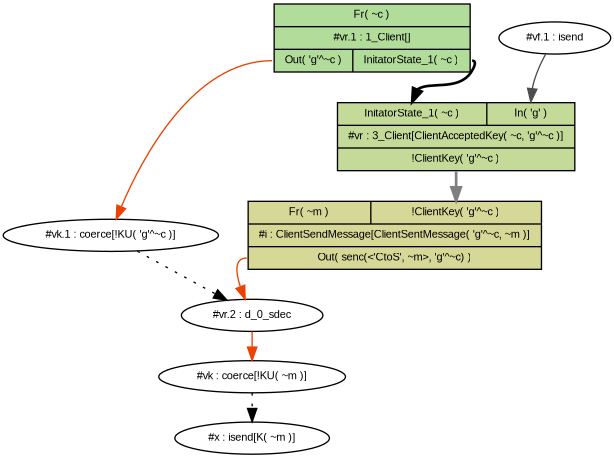 Fr( ~c )
#vr.1 : 1_Client[]
Out( 'g'^~c ) InitatorState_1( ~c )
#vf.1 : isend
InitatorState_1( ~c ) In( 'g' )
#vr : 3_Client[ClientAcceptedKey( ~c, 'g'^~c )]
!ClientKey( 'g'^~c )
Fr( ~m ) !ClientKey( 'g'^~c )
#i : ClientSendMessage[ClientSentMessage( 'g'^~c, ~m )]
Out( senc(<'CtoS', ~m>, 'g'^~c) )
#vk.1 : coerce[!KU( 'g'^~c )]
#vr.2 : d_0_sdec
#vk : coerce[!KU( ~m )]
#x : isend[K( ~m )]